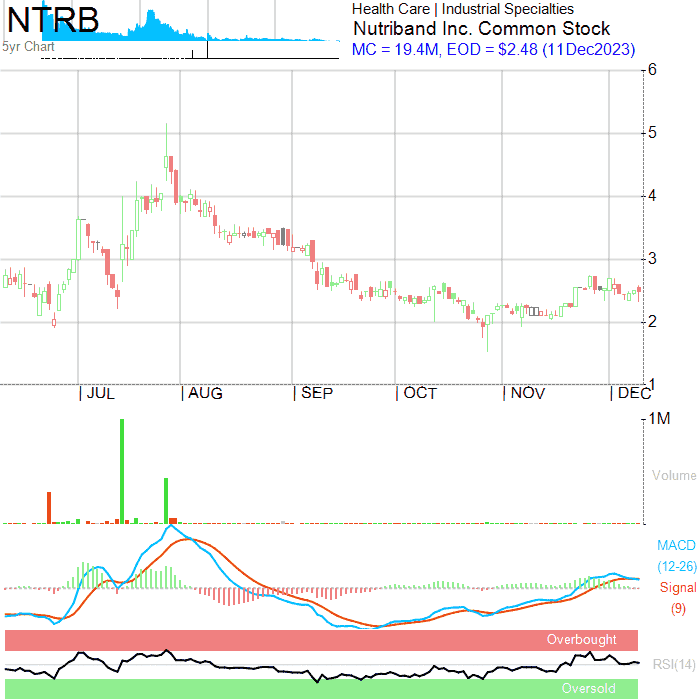 NTRB
5yr Chart
Health Care | Industrial Specialties
Nutriband Inc. Common Stock
MC = 19.4M, EOD = $2.48 (11Dec2023)
6
5
4
3
2
1
| JUL | AUG | SEP | OCT | NOV | DEC
1M
Volume
MACD
(12-26)
Signal
(9)
Overbought
RSI(14)
Oversold